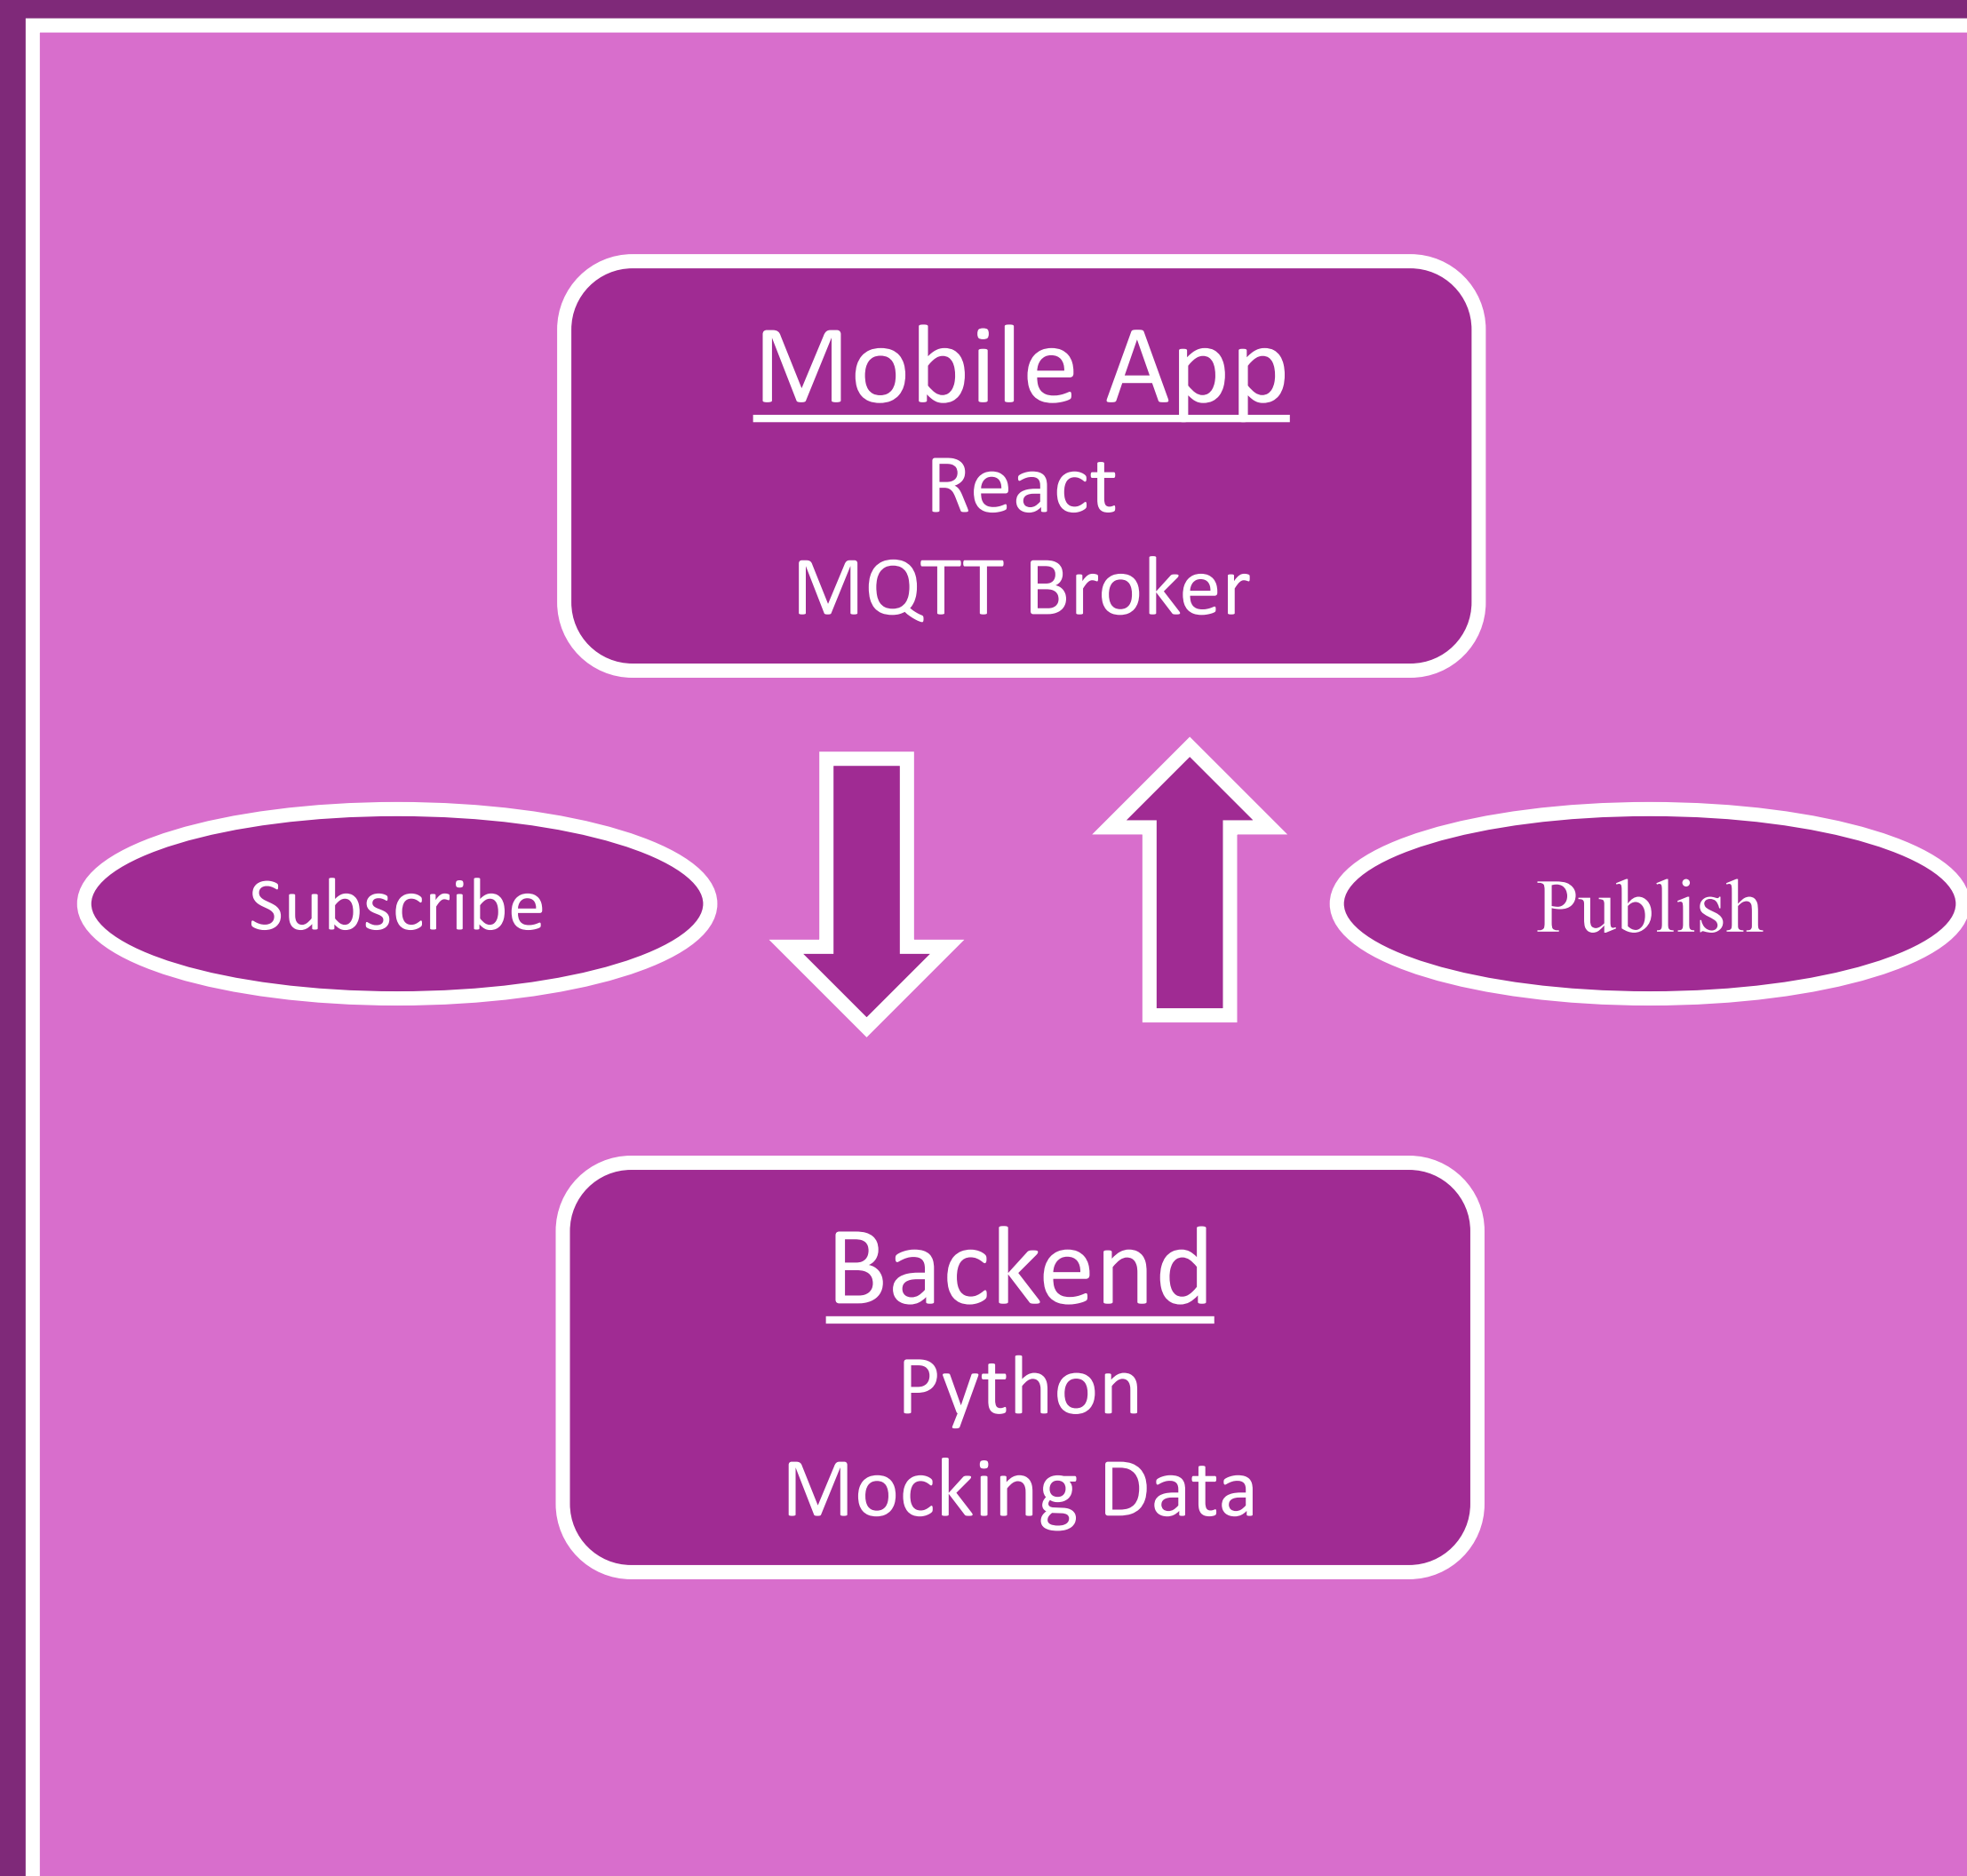 Mobile App
React
MQTT Broker
Subscribe
Publish
Backend
Python
Mocking Data